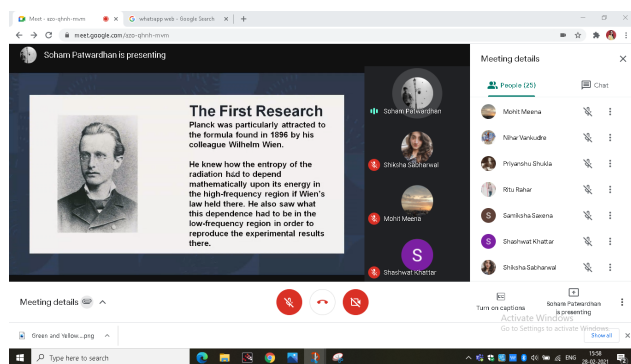 Meet - azo-qhnh-mvm
whatsapp web - Google Search
meet.google.com/azo-qhnh-mvm
Soham Patwardhan is presenting
The First Research
Planck was particularly attracted to
the formula found in 1896 by his
colleague Wilhelm Wien.
He knew how the entropy of the
radiation had to depend
mathematically upon its energy in
the high-frequency region if Wien's
law held there. He also saw what
this dependence had to be in the
low-frequency region in order to
reproduce the experimental results
there.
Soham Patwardhan
Shiksha Sabharwal
Mohit Meena
S
Shashwat Khattar
Meeting details
People (25)
Chat
Mohit Meena
Nihar Vankudre
Priyanshu Shukla
Ritu Rahar
S
Samiksha Saxena
S
Shashwat Khattar
Shiksha Sabharwal
Meeting details
Turn on captions
Soham Patwardhan
is presenting
Activate Windows
Go to Settings to activate Windows.
Green and Yellow....png
Show all
Type here to search
ENG
15:58
28-02-2021